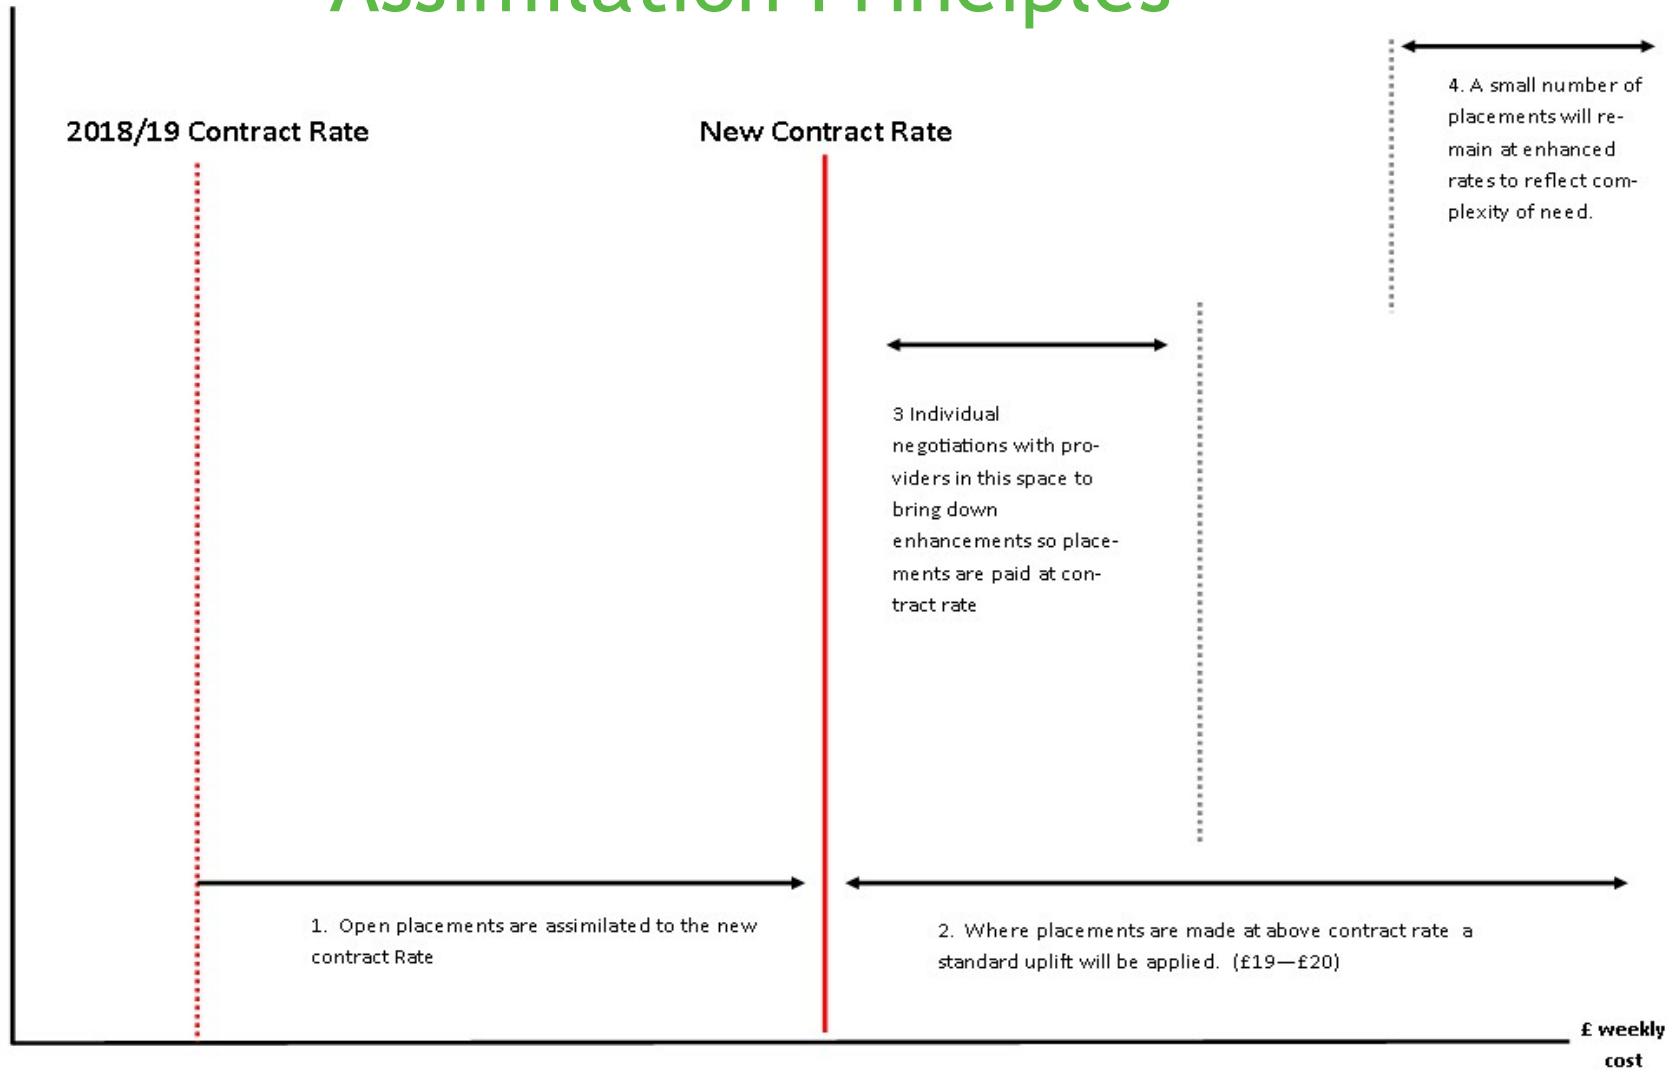 Assimilation Principles
2018/19 Contract Rate
New Contract Rate
4. A small number of
placements will re-
main at enhanced
rates to reflect com-
plexity of need.
3 Individual
negotiations with pro-
viders in this space to
bring down
enhancements so place-
ments are paid at con-
tract rate
1. Open placements are assimilated to the new
contract Rate
2. Where placements are made at above contract rate a
standard uplift will be applied. (£19—£20)
£ weekly
cost